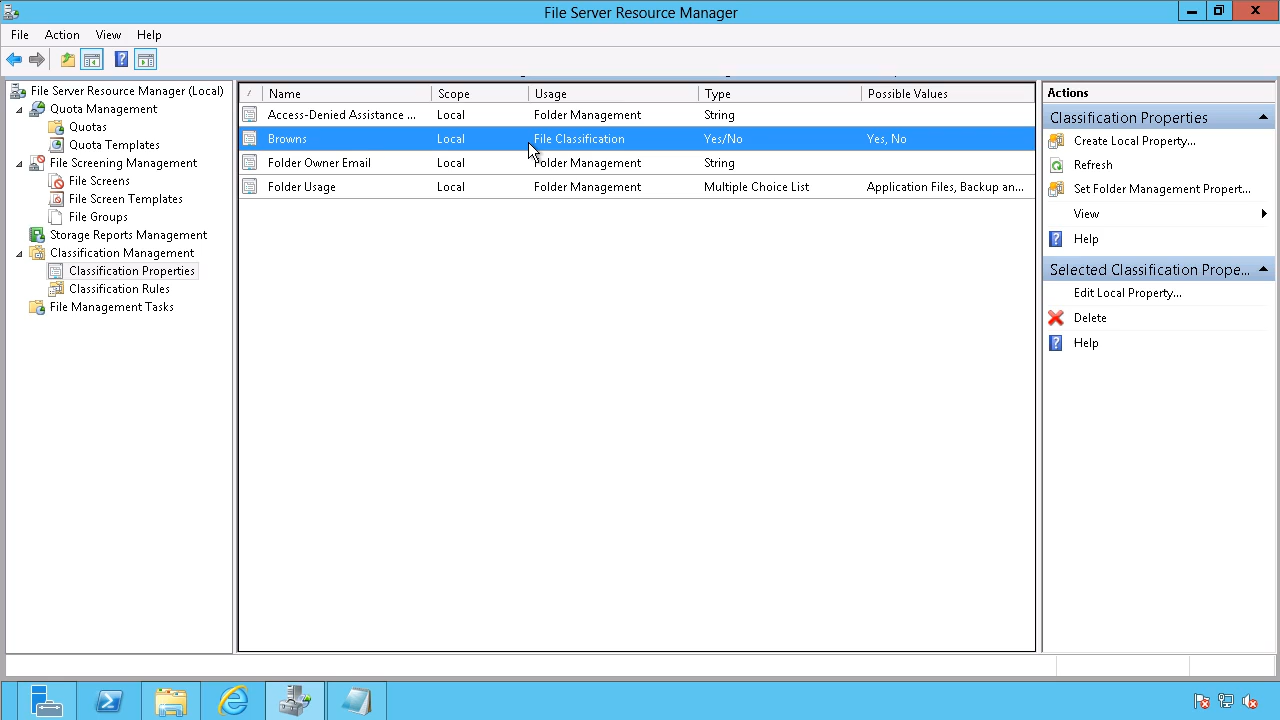 File Server Resource Manager
File Action View Help
File Server Resource Manager (Local)
Quota Management
Quotas
Quota Templates
File Screening Management
File Screens
File Screen Templates
File Groups
Storage Reports Management
Classification Management
Classification Properties
Classification Rules
File Management Tasks
Name Scope Usage Type Possible Values
Access-Denied Assistance ... Local Folder Management String
Browns Local File Classification Yes/No Yes, No
Folder Owner Email Local Folder Management String
Folder Usage Local Folder Management Multiple Choice List Application Files, Backup an...
Actions
Classification Properties
Create Local Property...
Refresh
Set Folder Management Propert...
View
Help
Selected Classification Prope...
Edit Local Property...
Delete
Help